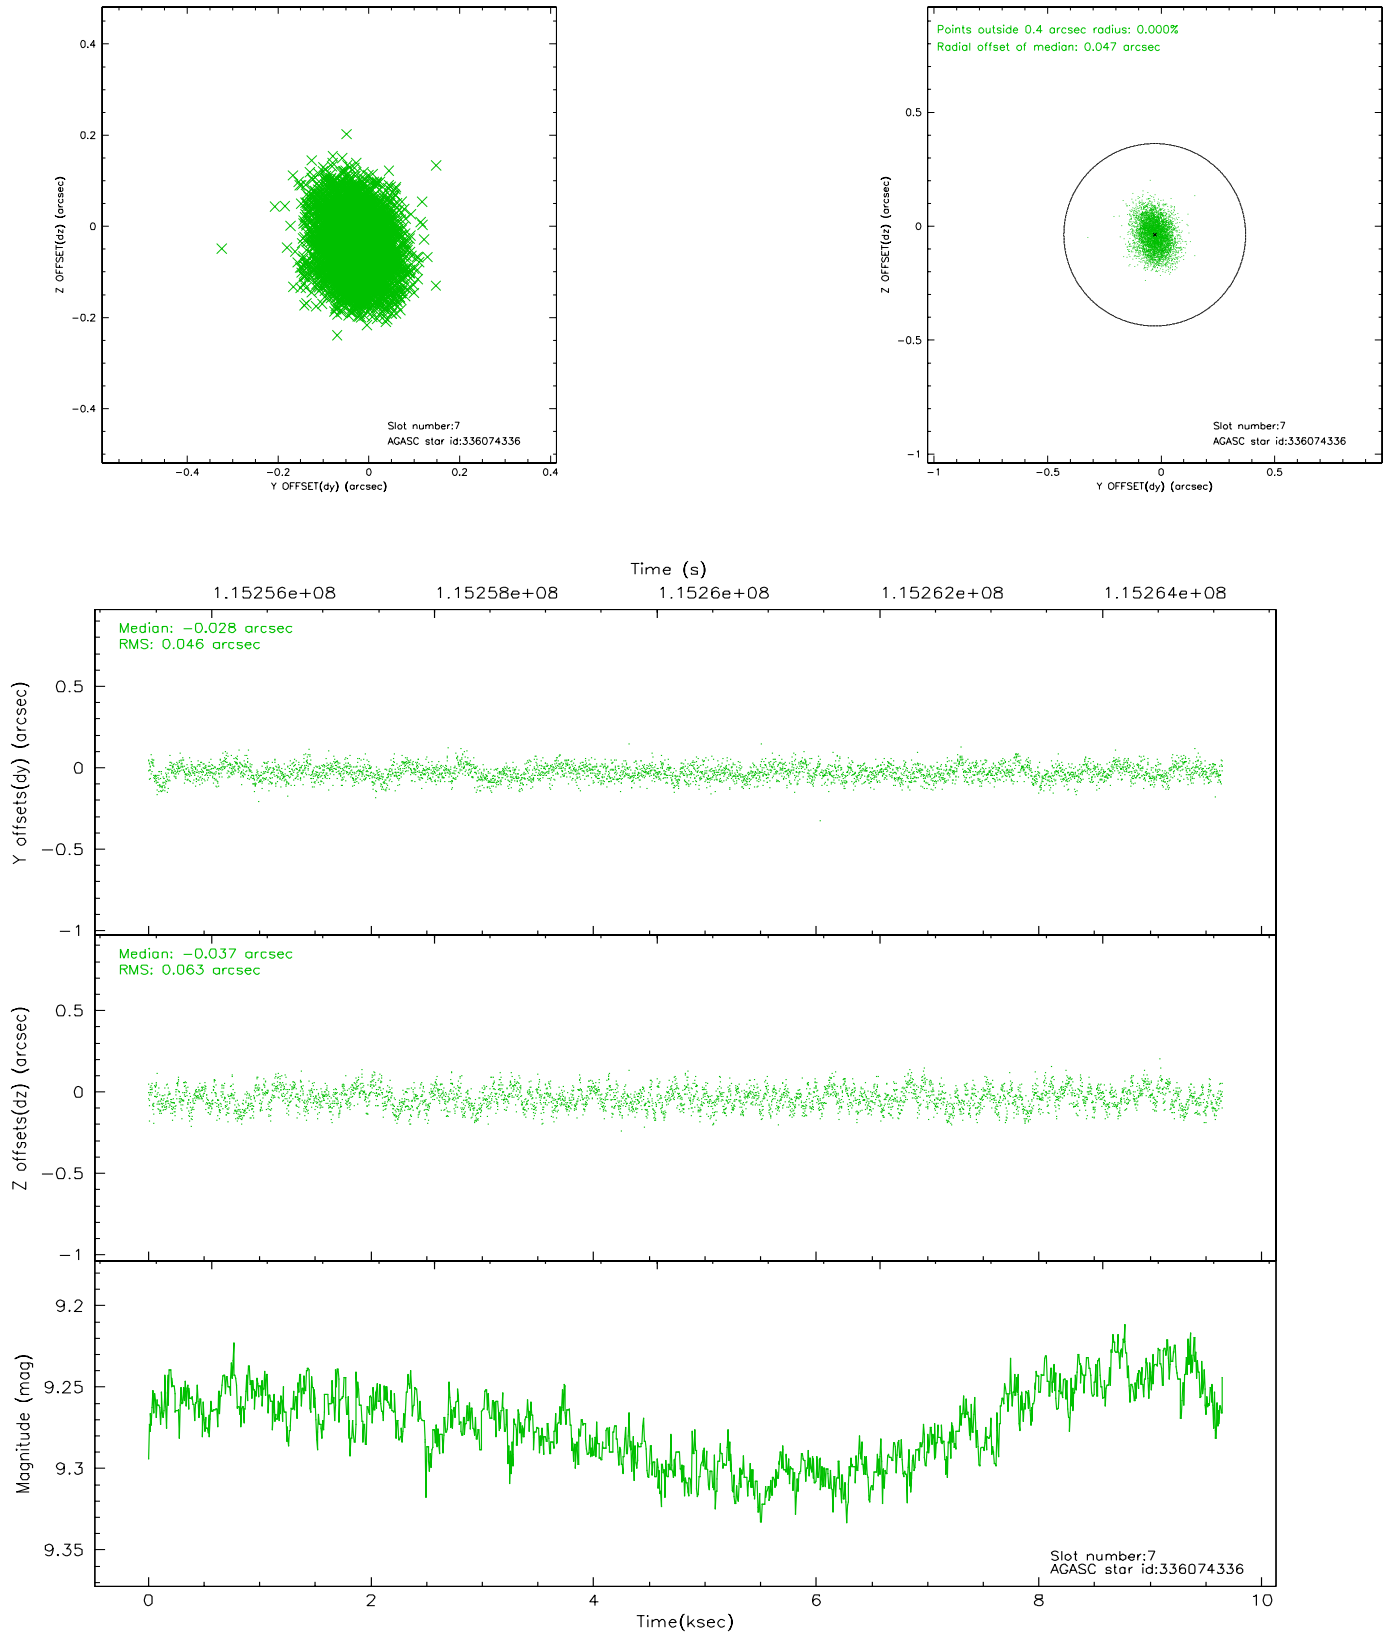 0.4
0.2
0
−0.2
−0.4
Z OFFSET(dz) (arcsec)
Slot number:7
AGASC star id:336074336
−0.4
−0.2
0
0.2
0.4
Y OFFSET(dy) (arcsec)
Points outside 0.4 arcsec radius: 0.000%
Radial offset of median: 0.047 arcsec
0.5
0
−0.5
−1
Z OFFSET(dz) (arcsec)
Slot number:7
AGASC star id:336074336
−1
−0.5
0
0.5
Y OFFSET(dy) (arcsec)
Time (s)
1.15256e+08
1.15258e+08
1.1526e+08
1.15262e+08
1.15264e+08
Median: −0.028 arcsec
RMS: 0.046 arcsec
0.5
0
−0.5
−1
Y offsets(dy) (arcsec)
Median: −0.037 arcsec
RMS: 0.063 arcsec
0.5
0
−0.5
−1
Z offsets(dz) (arcsec)
9.2
9.25
9.3
9.35
Magnitude (mag)
Slot number:7
AGASC star id:336074336
0
2
4
6
8
10
Time(ksec)